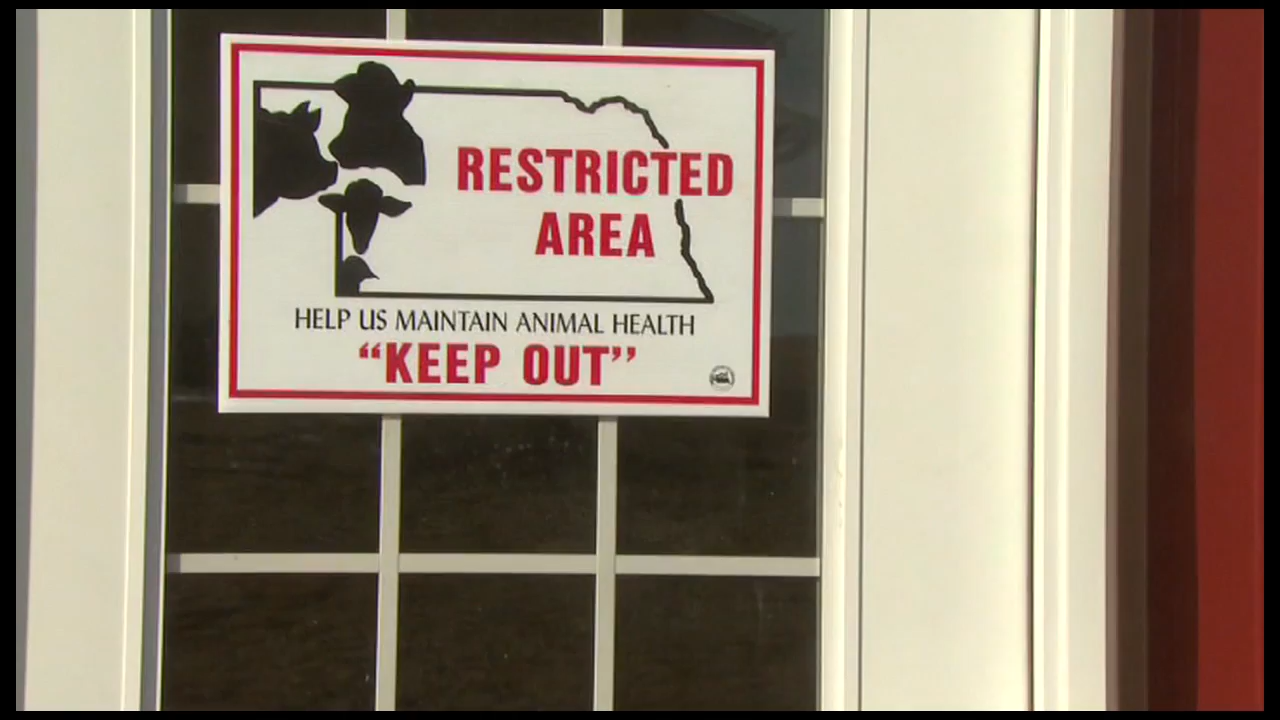 RESTRICTED
AREA
HELP US MAINTAIN ANIMAL HEALTH
“KEEP OUT”